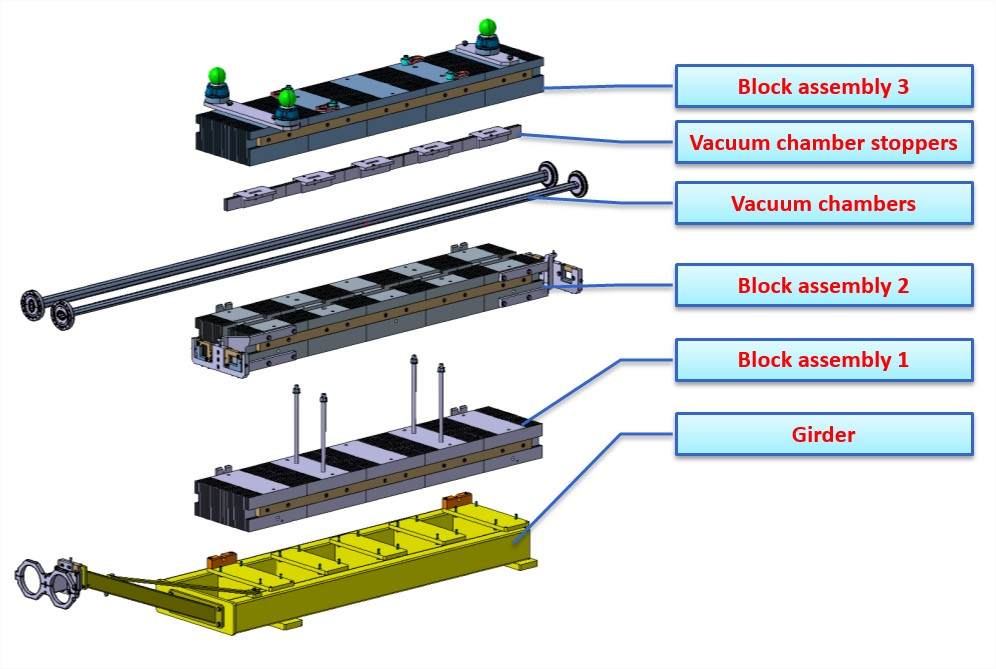 Block assembly 3
Vacuum chamber stoppers
Vacuum chambers
Block assembly 2
Block assembly 1
Girder